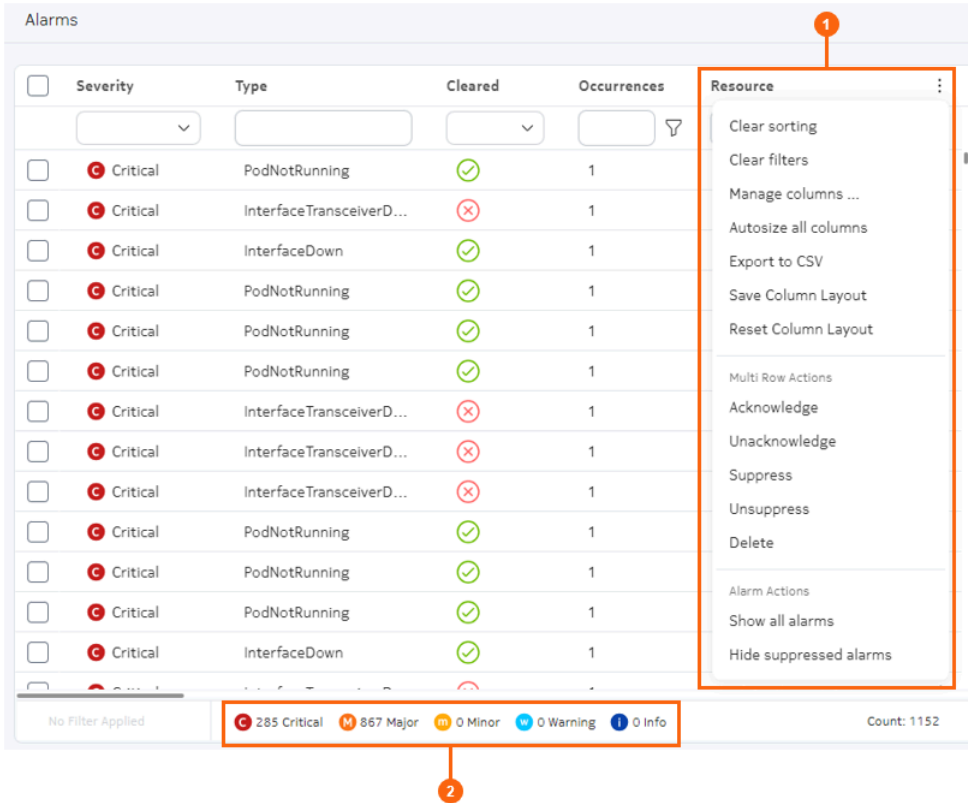 Alarms
1
Severity Type Cleared Occurrences Resource
Clear sorting
Clear filters
C Critical PodNotRunning 1
Manage columns ...
C Critical InterfaceTransceiverD... 1
Autosize all columns
C Critical InterfaceDown 1
Export to CSV
C Critical PodNotRunning 1
Save Column Layout
C Critical PodNotRunning 1
Reset Column Layout
C Critical PodNotRunning 1
Multi Row Actions
C Critical InterfaceTransceiverD... 1
Acknowledge
Unacknowledge
C Critical InterfaceTransceiverD... 1
Suppress
C Critical InterfaceTransceiverD... 1
Unsuppress
C Critical PodNotRunning 1
Delete
C Critical PodNotRunning 1
Alarm Actions
C Critical PodNotRunning 1
Show all alarms
C Critical InterfaceDown 1
Hide suppressed alarms
No Filter Applied C 285 Critical M 867 Major m 0 Minor w 0 Warning i 0 Info Count: 1152
2